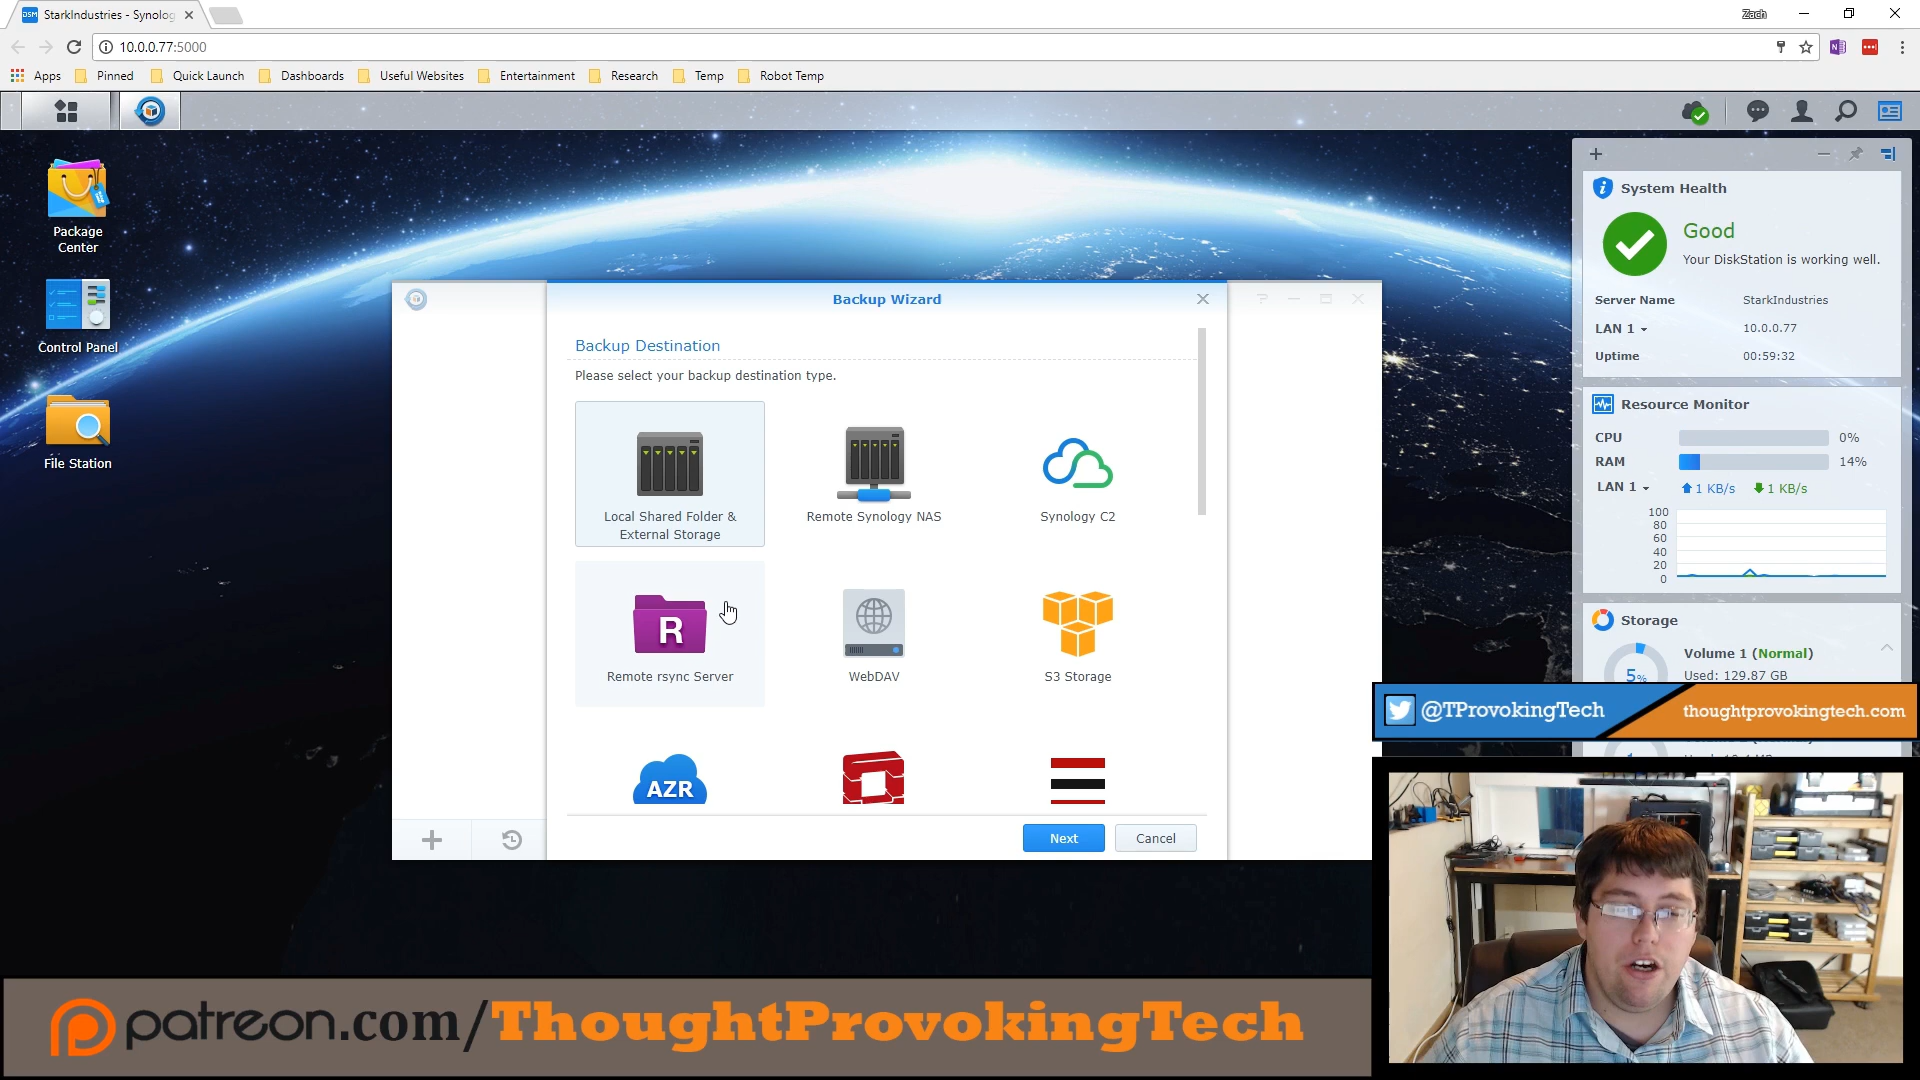 StarkIndustries - Synolog
Zach
10.0.0.77:5000
Apps
Pinned
Quick Launch
Dashboards
Useful Websites
Entertainment
Research
Temp
Robot Temp
Package
Center
Control Panel
File Station
Backup Wizard
Backup Destination
Please select your backup destination type.
Local Shared Folder &
External Storage
Remote Synology NAS
Synology C2
R
Remote rsync Server
WebDAV
S3 Storage
AZR
Next
Cancel
System Health
Good
Your DiskStation is working well.
Server Name StarkIndustries
LAN 1 10.0.0.77
Uptime 00:59:32
Resource Monitor
CPU 0%
RAM 14%
LAN 1 1 KB/s 1 KB/s
100
80
60
40
20
0
Storage
Volume 1 (Normal)
5%
Used: 129.87 GB
@TProvokingTech
thoughtprovokingtech.com
patreon.com/ThoughtProvokingTech